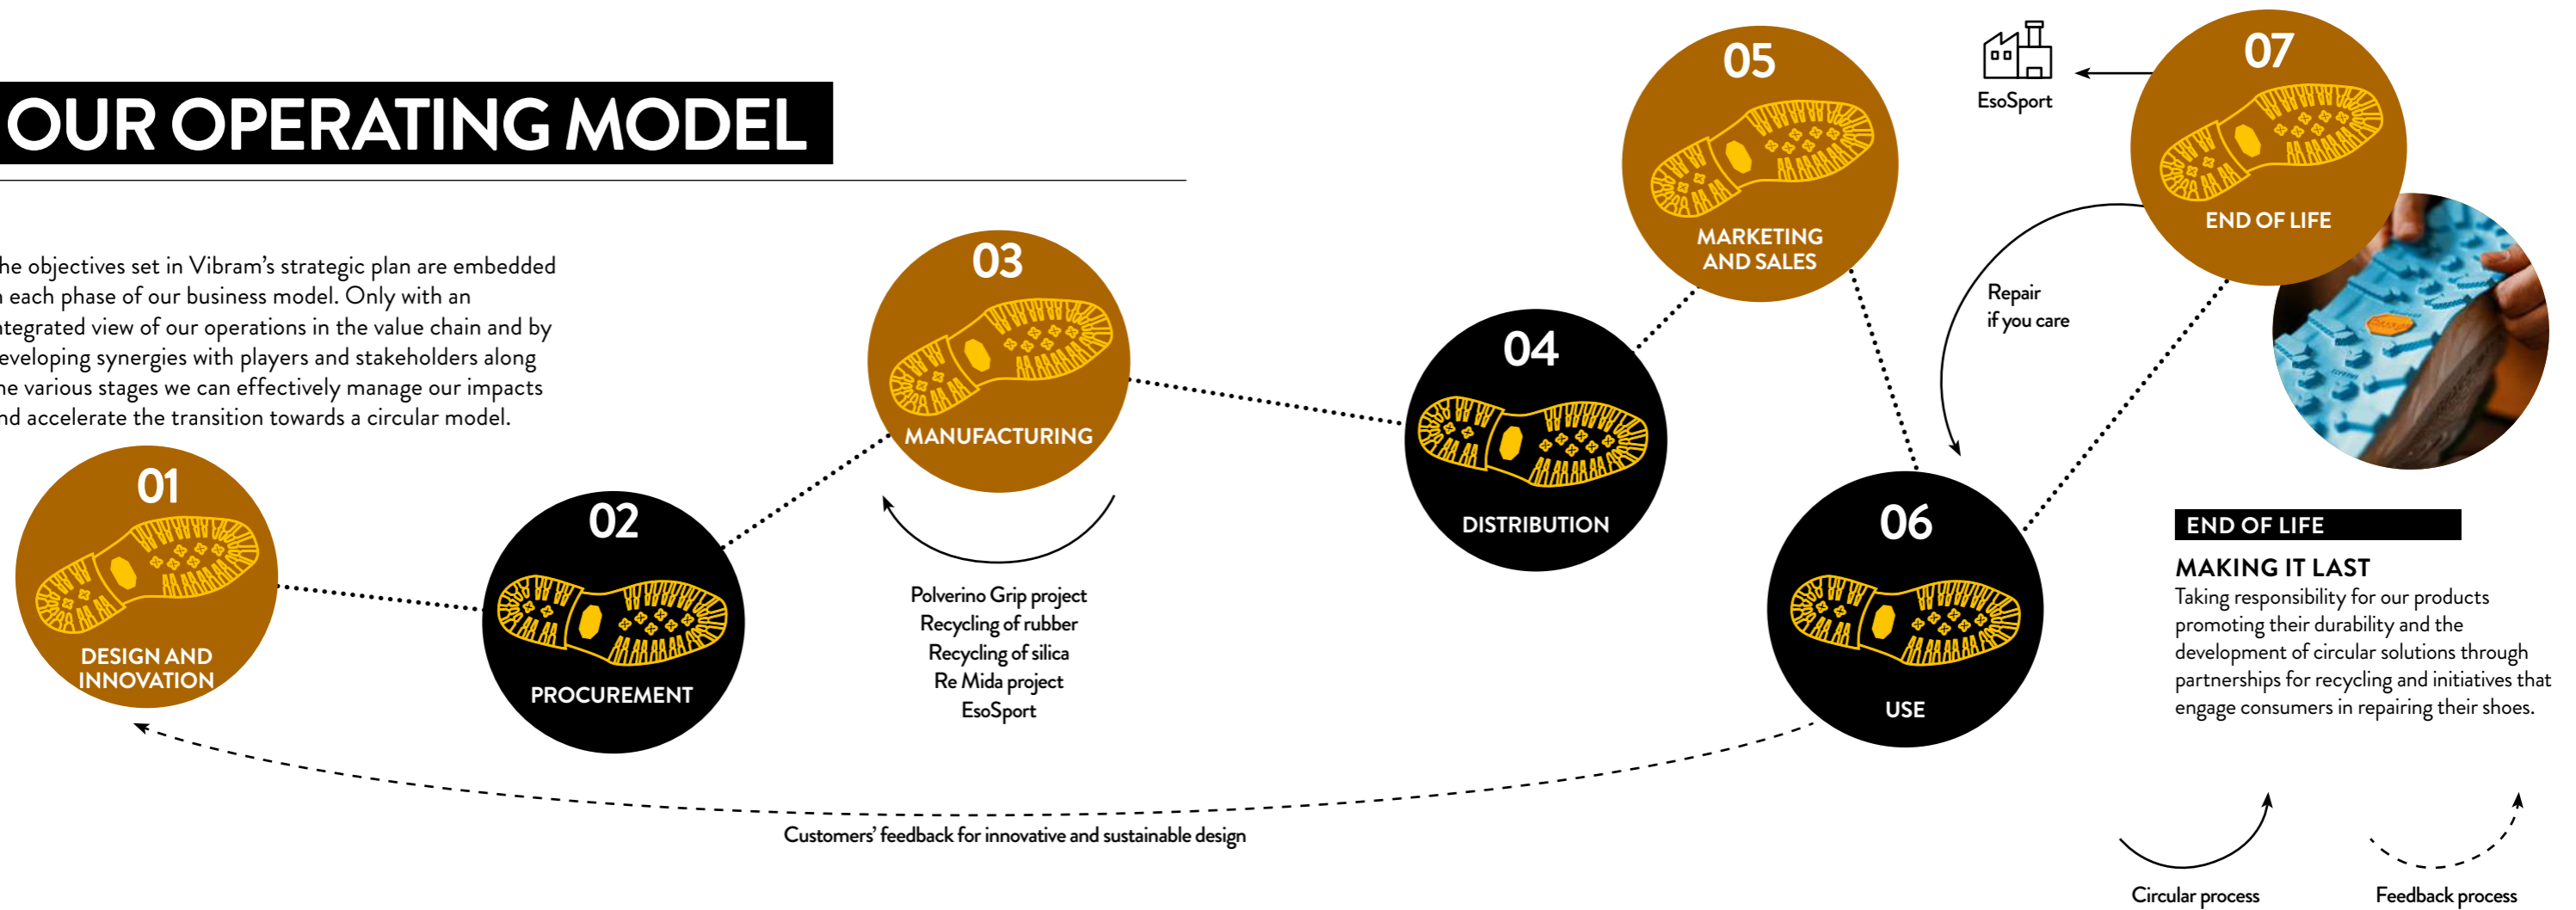 OUR OPERATING MODEL
he objectives set in Vibram's strategic plan are embedded
each phase of our business model. Only with an
ntegrated view of our operations in the value chain and by
eveloping synergies with players and stakeholders along
he various stages we can effectively manage our impacts
nd accelerate the transition towards a circular model.
01
DESIGN AND
INNOVATION
02
PROCUREMENT
03
MANUFACTURING
Polverino Grip project
Recycling of rubber
Recycling of silica
Re Mida project
EsoSport
04
DISTRIBUTION
05
MARKETING
AND SALES
06
USE
07
END OF LIFE
EsoSport
Repair
if you care
Customers' feedback for innovative and sustainable design
END OF LIFE
MAKING IT LAST
Taking responsibility for our products
promoting their durability and the
development of circular solutions through
partnerships for recycling and initiatives that
engage consumers in repairing their shoes.
Circular process
Feedback process